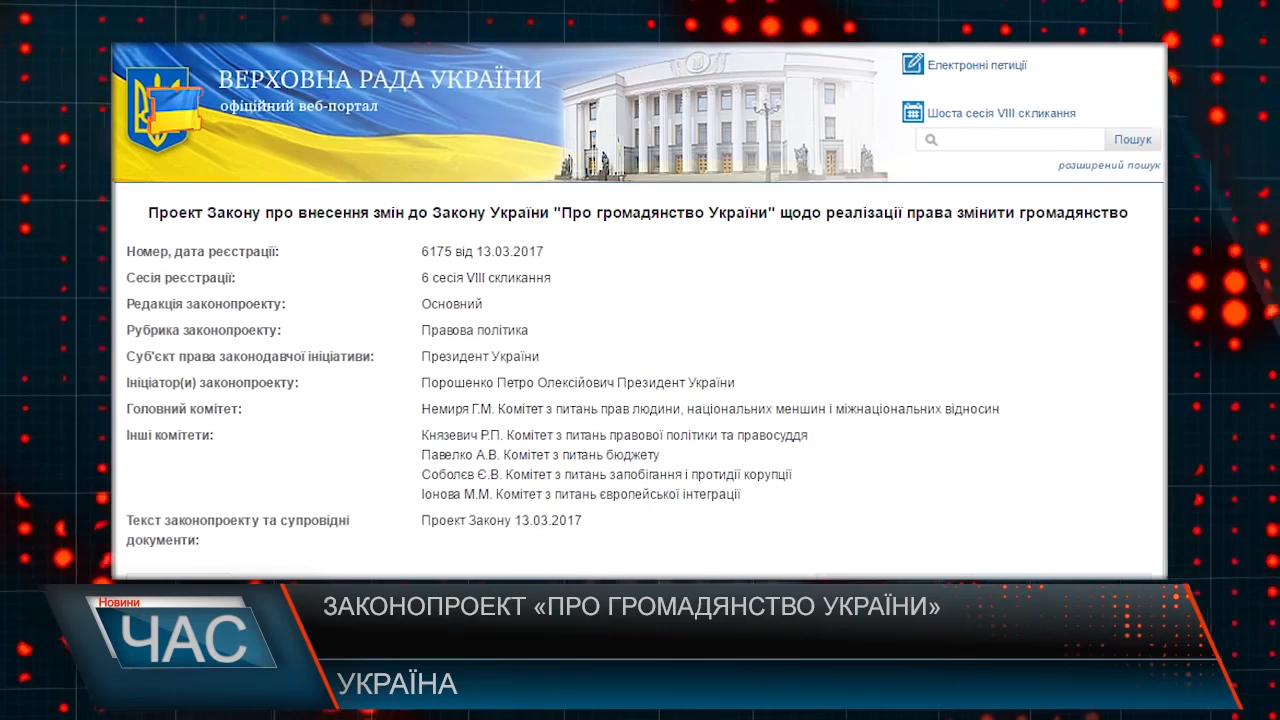 ВЕРХОВНА РАДА УКРАЇНИ
офіційний веб-портал
Електронні петиції
Шоста сесія VIII скликання
Пошук
розширений пошук
Проект Закону про внесення змін до Закону України "Про громадянство України" щодо реалізації права змінити громадянство
Номер, дата реєстрації: 6175 від 13.03.2017
Сесія реєстрації: 6 сесія VIII скликання
Редакція законопроекту: Основний
Рубрика законопроекту: Правова політика
Суб'єкт права законодавчої ініціативи: Президент України
Ініціатор(и) законопроекту: Порошенко Петро Олексійович Президент України
Головний комітет: Немиря Г.М. Комітет з питань прав людини, національних меншин і міжнаціональних відносин
Інші комітети: Князевич Р.П. Комітет з питань правової політики та правосуддя
Павелко А.В. Комітет з питань бюджету
Соболєв Є.В. Комітет з питань запобігання і протидії корупції
Іонова М.М. Комітет з питань європейської інтеграції
Текст законопроекту та супровідні Проект Закону 13.03.2017
документи:
Новини
ЧАС
ЗАКОНОПРОЕКТ «ПРО ГРОМАДЯНСТВО УКРАЇНИ»
УКРАЇНА